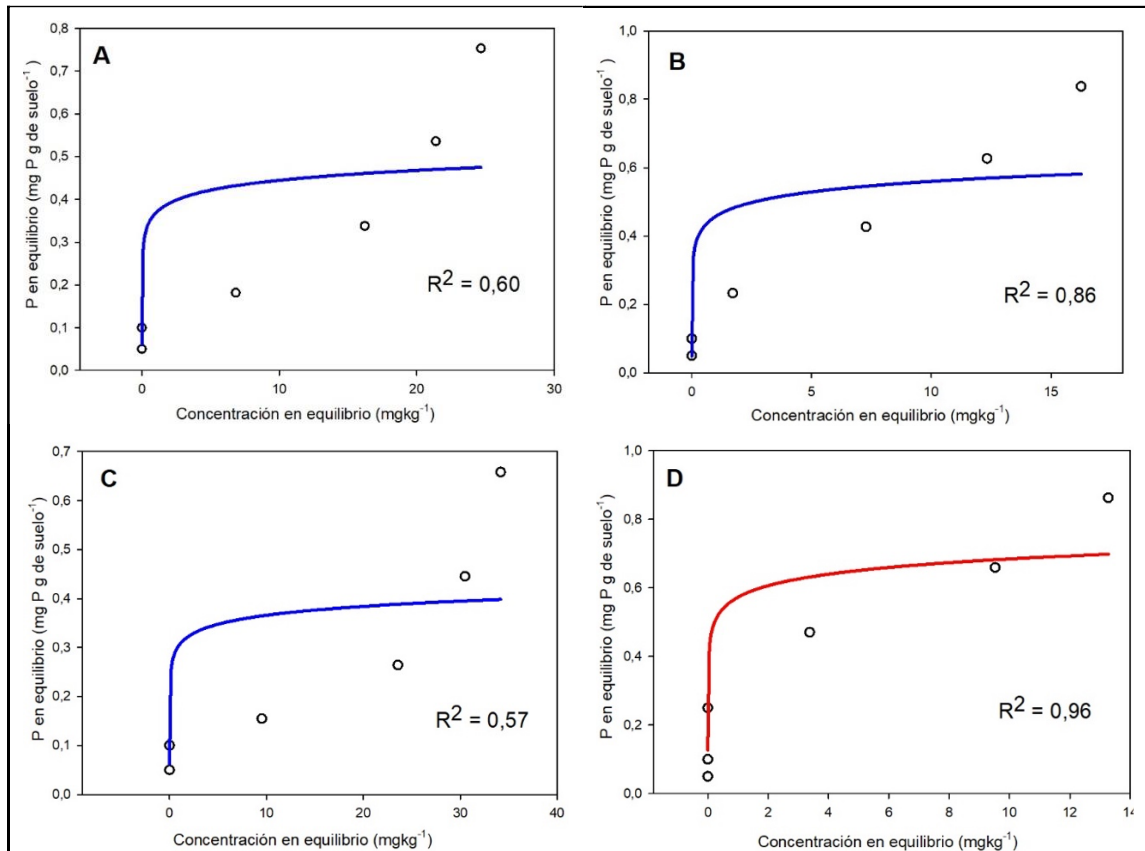 A
P en equilibrio (mg P g de suelo⁻¹)
0,8
0,7
0,6
0,5
0,4
0,3
0,2
0,1
0,0
R² = 0,60
0 10 20 30
Concentración en equilibrio (mgkg⁻¹)
B
P en equilibrio (mg P g de suelo⁻¹)
1,0
0,8
0,6
0,4
0,2
0,0
R² = 0,86
0 5 10 15
Concentración en equilibrio (mgkg⁻¹)
C
P en equilibrio (mg P g de suelo⁻¹)
0,7
0,6
0,5
0,4
0,3
0,2
0,1
0,0
R² = 0,57
0 10 20 30 40
Concentración en equilibrio (mgkg⁻¹)
D
P en equilibrio (mg P g de suelo⁻¹)
1,0
0,8
0,6
0,4
0,2
0,0
R² = 0,96
0 2 4 6 8 10 12 14
Concentración en equilibrio (mgkg⁻¹)